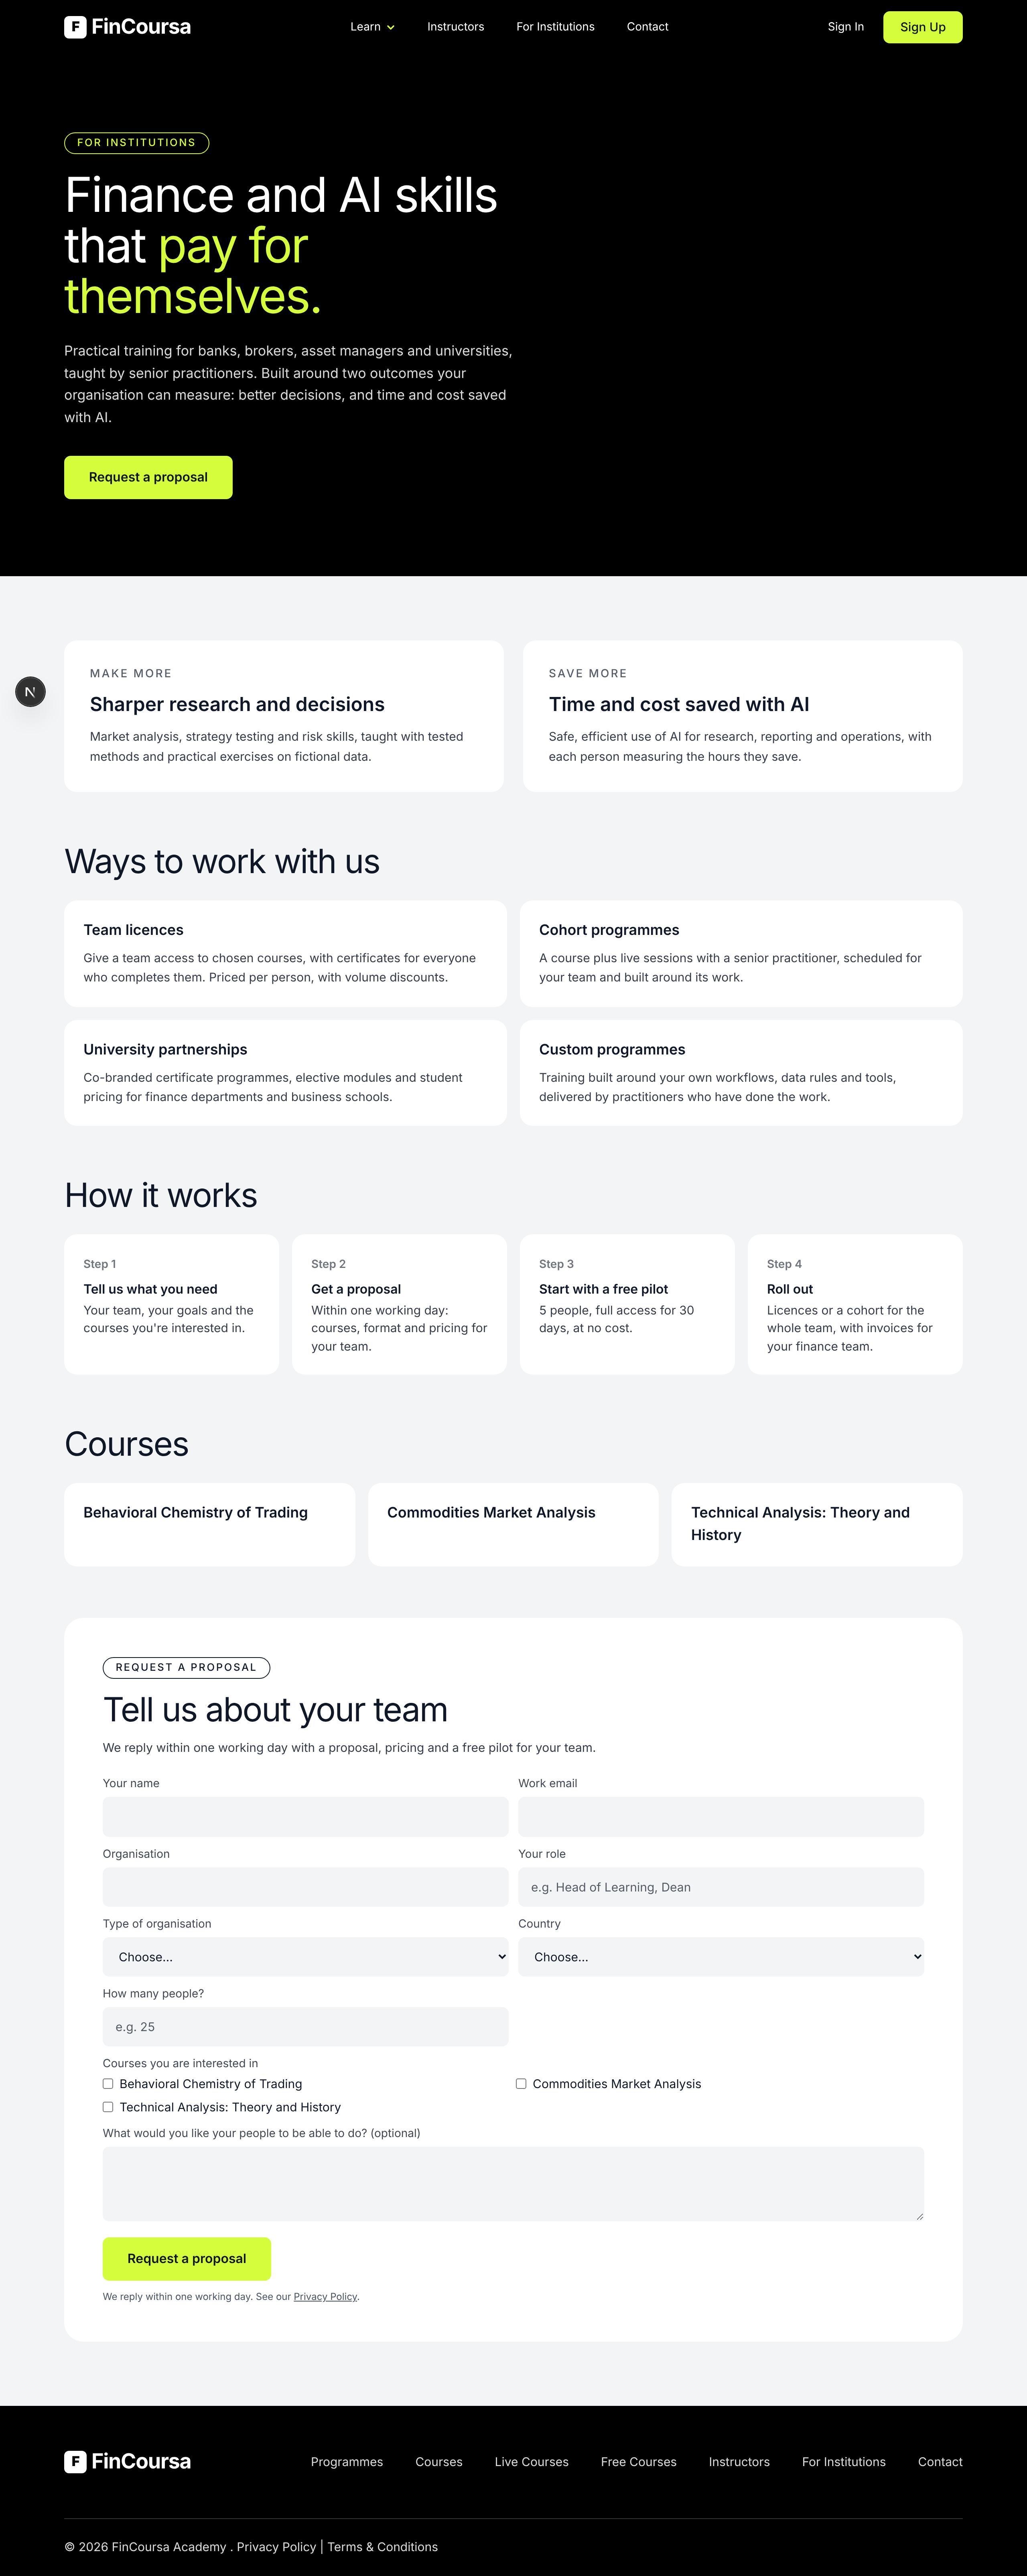 F FinCoursa
Learn
Instructors
For Institutions
Contact
Sign In
Sign Up
FOR INSTITUTIONS
Finance and AI skills
that pay for
themselves.
Practical training for banks, brokers, asset managers and universities,
taught by senior practitioners. Built around two outcomes your
organisation can measure: better decisions, and time and cost saved
with AI.
Request a proposal
N
MAKE MORE
Sharper research and decisions
Market analysis, strategy testing and risk skills, taught with tested
methods and practical exercises on fictional data.
SAVE MORE
Time and cost saved with AI
Safe, efficient use of AI for research, reporting and operations, with
each person measuring the hours they save.
Ways to work with us
Team licences
Give a team access to chosen courses, with certificates for everyone
who completes them. Priced per person, with volume discounts.
Cohort programmes
A course plus live sessions with a senior practitioner, scheduled for
your team and built around its work.
University partnerships
Co-branded certificate programmes, elective modules and student
pricing for finance departments and business schools.
Custom programmes
Training built around your own workflows, data rules and tools,
delivered by practitioners who have done the work.
How it works
Step 1
Tell us what you need
Your team, your goals and the
courses you're interested in.
Step 2
Get a proposal
Within one working day:
courses, format and pricing for
your team.
Step 3
Start with a free pilot
5 people, full access for 30
days, at no cost.
Step 4
Roll out
Licences or a cohort for the
whole team, with invoices for
your finance team.
Courses
Behavioral Chemistry of Trading
Commodities Market Analysis
Technical Analysis: Theory and
History
REQUEST A PROPOSAL
Tell us about your team
We reply within one working day with a proposal, pricing and a free pilot for your team.
Your name
Work email
Organisation
Your role
e.g. Head of Learning, Dean
Type of organisation
Choose...
Country
Choose...
How many people?
e.g. 25
Courses you are interested in
Behavioral Chemistry of Trading
Commodities Market Analysis
Technical Analysis: Theory and History
What would you like your people to be able to do? (optional)
Request a proposal
We reply within one working day. See our Privacy Policy.
F FinCoursa
Programmes
Courses
Live Courses
Free Courses
Instructors
For Institutions
Contact
© 2026 FinCoursa Academy . Privacy Policy | Terms & Conditions